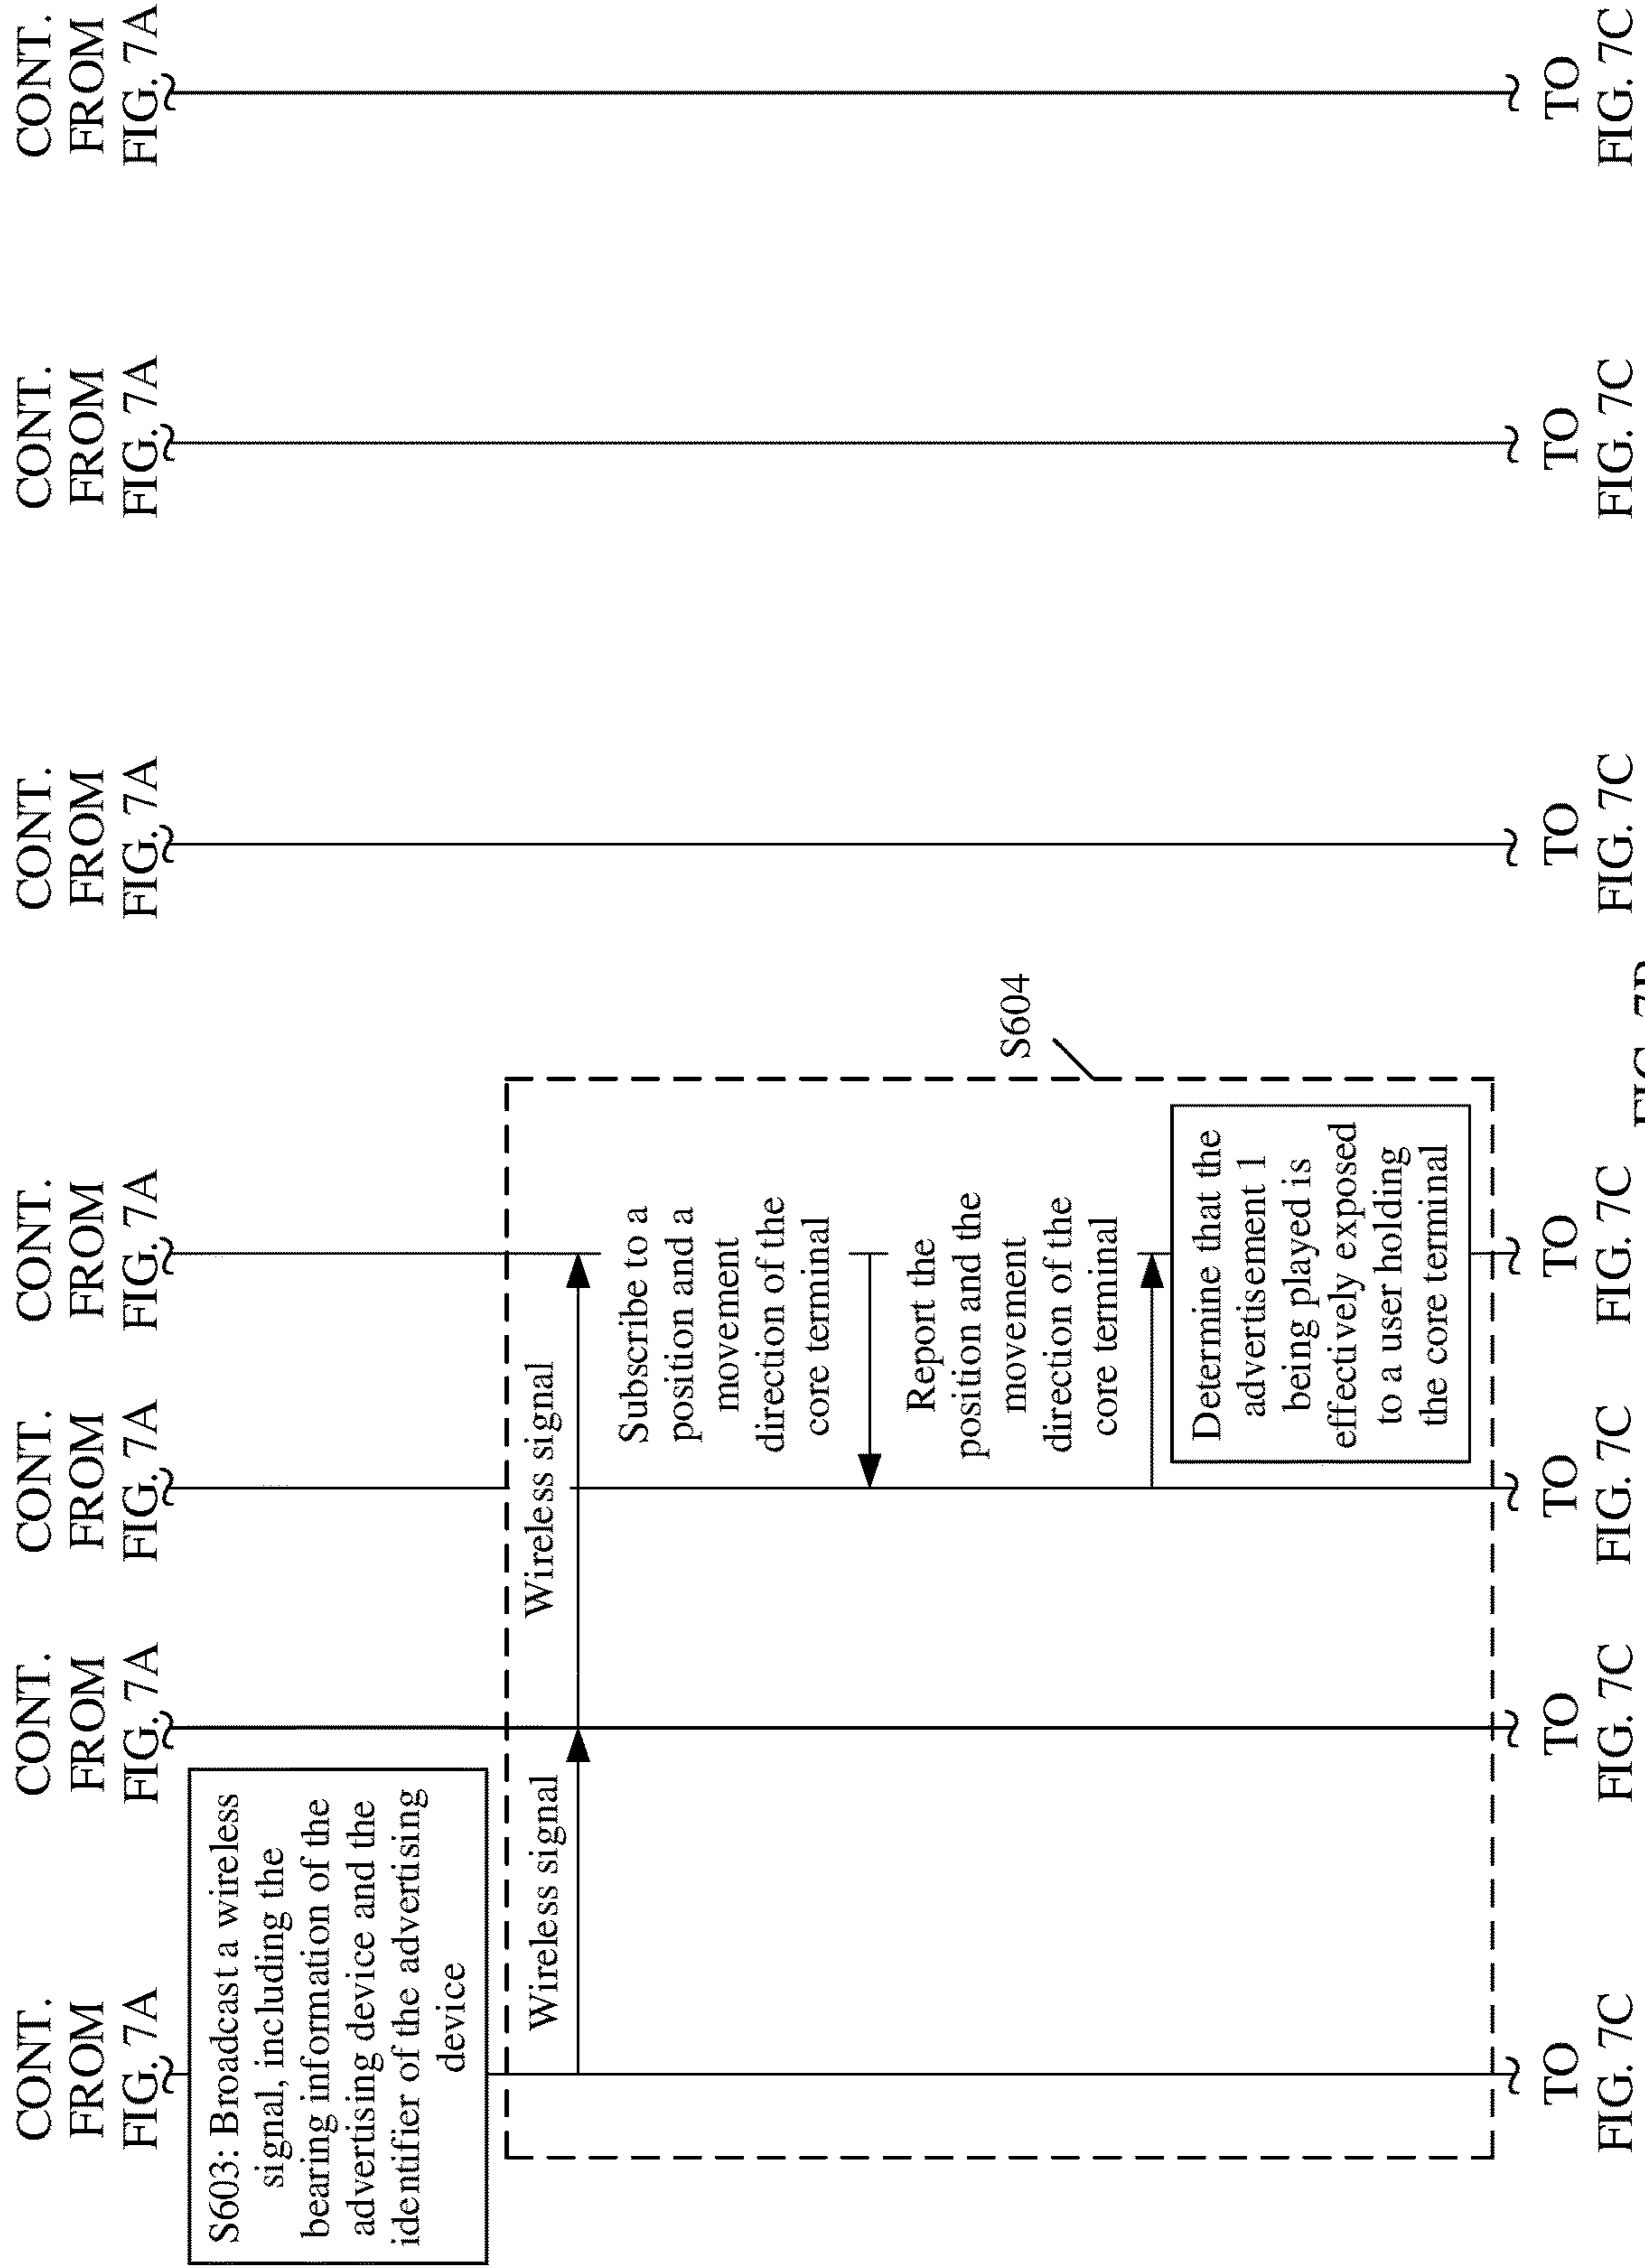 CONT.
FROM
FIG. 7A
CONT.
FROM
FIG. 7A
CONT.
FROM
FIG. 7A
CONT.
FROM
FIG. 7A
CONT.
FROM
FIG. 7A
CONT.
FROM
FIG. 7A
CONT.
FROM
FIG. 7A
S603: Broadcast a wireless
signal, including the
bearing information of the
advertising device and the
identifier of the advertising
device
Wireless signal
Wireless signal
Subscribe to a
position and a
movement
direction of the
core terminal
Report the
position and the
movement
direction of the
core terminal
S604
Determine that the
advertisement 1
being played is
effectively exposed
to a user holding
the core terminal
TO
FIG. 7C
TO
FIG. 7C
TO
FIG. 7C
TO
FIG. 7C
TO
FIG. 7C
TO
FIG. 7C
TO
FIG. 7C